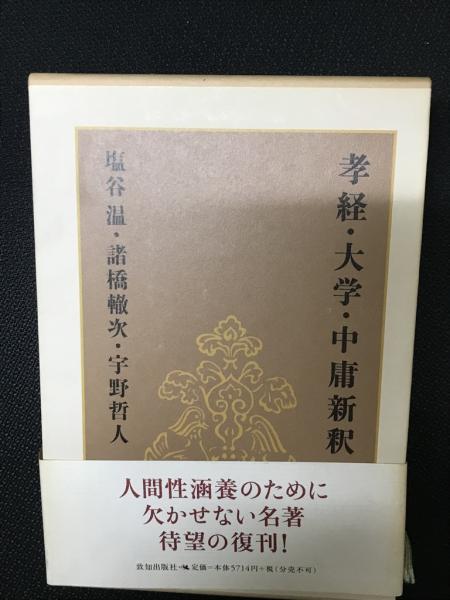 孝経・大学・中庸新釈
塩谷温・諸橋轍次・宇野哲人
人間性涵養のために
欠かせない名著
待望の復刊！
致知出版社 定価＝本体5714円＋税（分売不可）